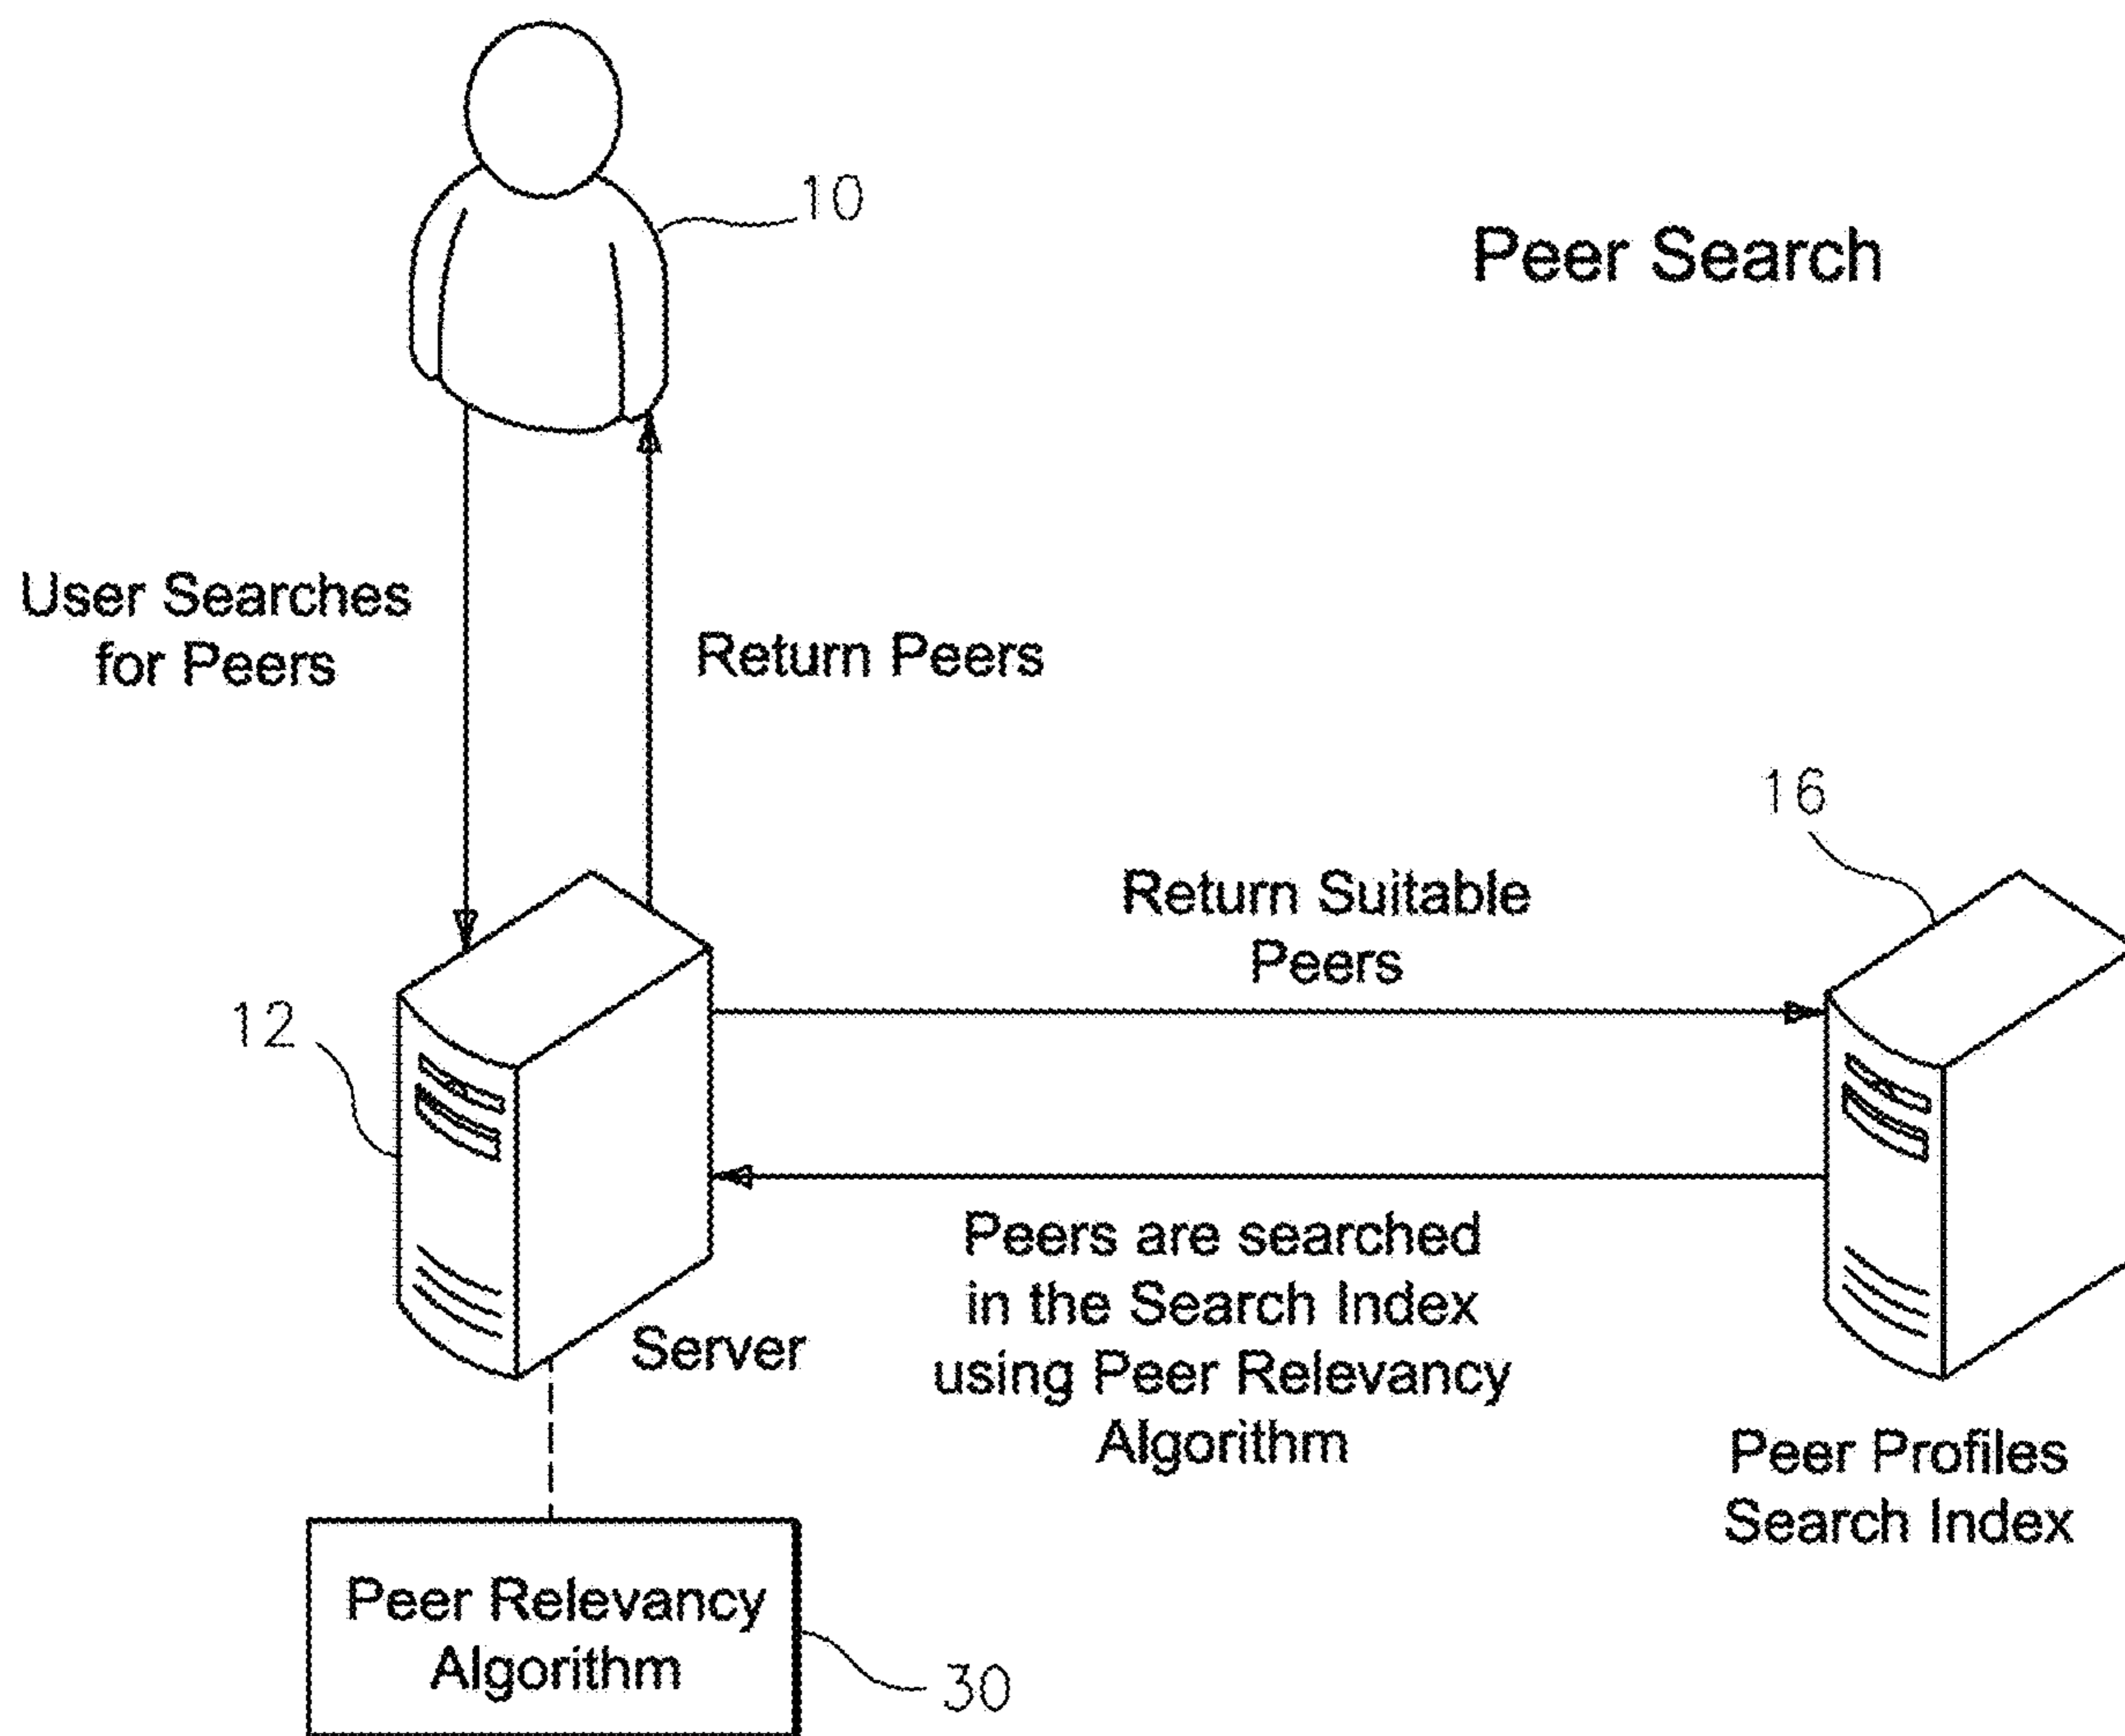 10
Peer Search
User Searches
for Peers
Return Peers
16
Return Suitable
Peers
12
Server
Peers are searched
in the Search Index
using Peer Relevancy
Algorithm
Peer Profiles
Search Index
Peer Relevancy
Algorithm
30